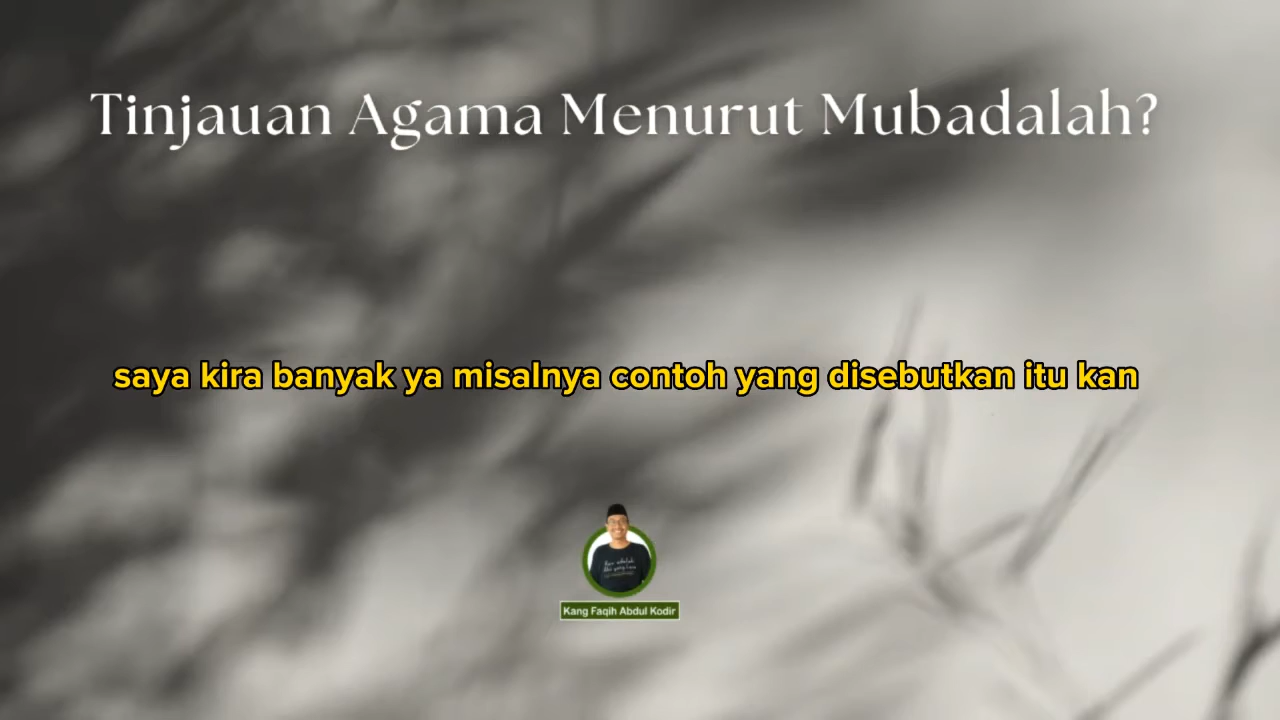 Tinjauan Agama Menurut Mubadalah?
saya kira banyak ya misalnya contoh yang disebutkan itu kan
Kang Faqih Abdul Kodir